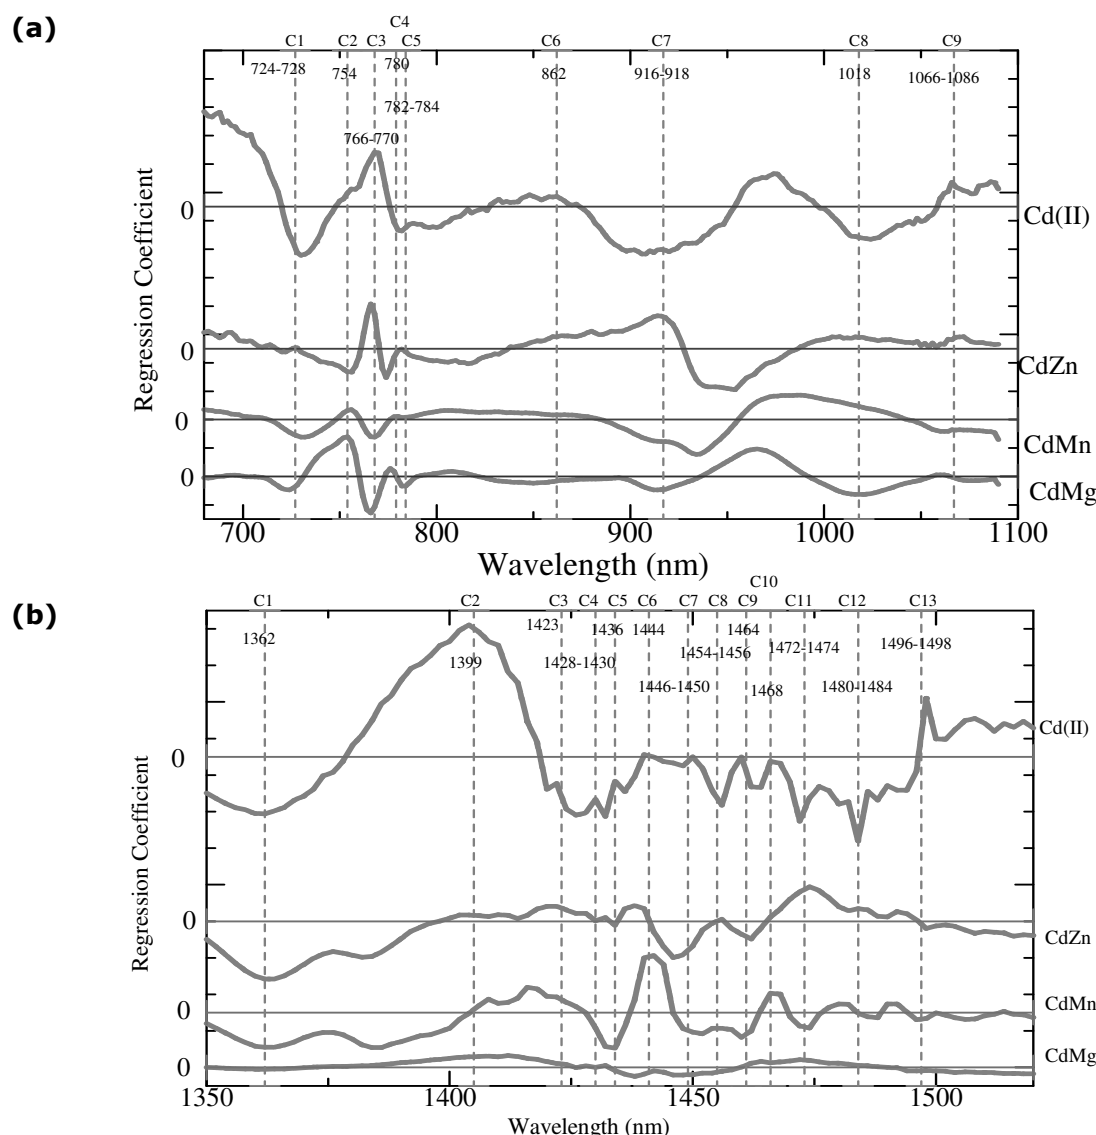 (a)
C4
C1 C2 C3 C5 C6 C7 C8 C9
780
724-728 754 862 916-918 1018 1066-1086
782-784
766-770
0
Cd(II)
0
CdZn
0
CdMn
0
CdMg
Regression Coefficient
700 800 900 1000 1100
Wavelength (nm)
(b)
C10
C1 C2 C3 C4 C5 C6 C7 C8 C9 C11 C12 C13
1423 1436 1444 1464
1362 1472-1474 1496-1498
1454-1456
1399 1428-1430
1446-1450 1468 1480-1484
Cd(II)
0
0
CdZn
CdMn
0
CdMg
0
Regression Coefficient
1350 1400 1450 1500
Wavelength (nm)